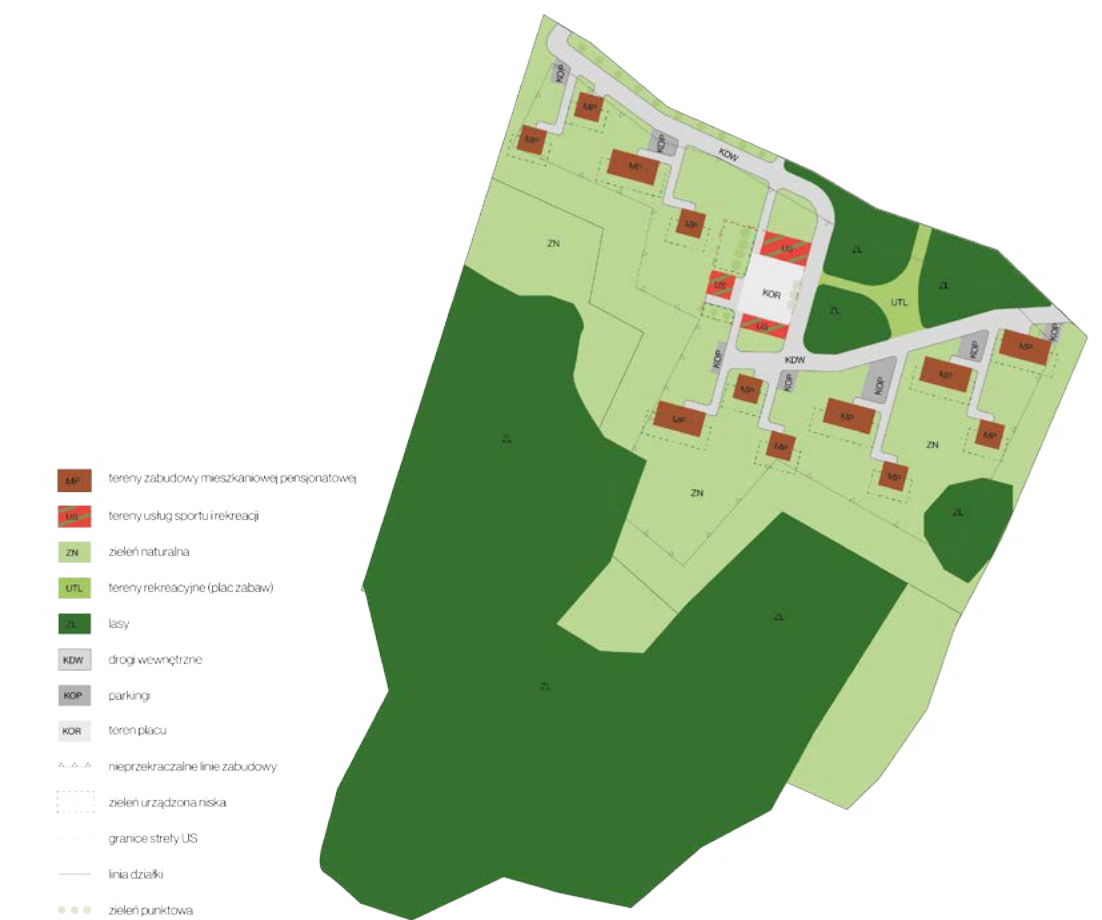 KOP
MP
MP
KOP
MP
KDW
MP
US
ZL
ZN
US
KOR
ZL
UTL
ZL
US
KOP
KDW
KOP
MP
KOP
MP
KOP
KOP
MP
MP
MP
MP
MP
MP
ZN
MP
ZL
ZN
ZL
ZL
ZL
MP tereny zabudowy mieszkaniowej pensjonatowej
US tereny usług sportu i rekreacji
ZN zieleń naturalna
UTL tereny rekreacyjne (plac zabaw)
ZL lasy
KDW drogi wewnętrzne
KOP parkingi
KOR teren placu
nieprzekraczalne linie zabudowy
zieleń urządzona niska
granice strefy US
linia działki
zieleń punktowa